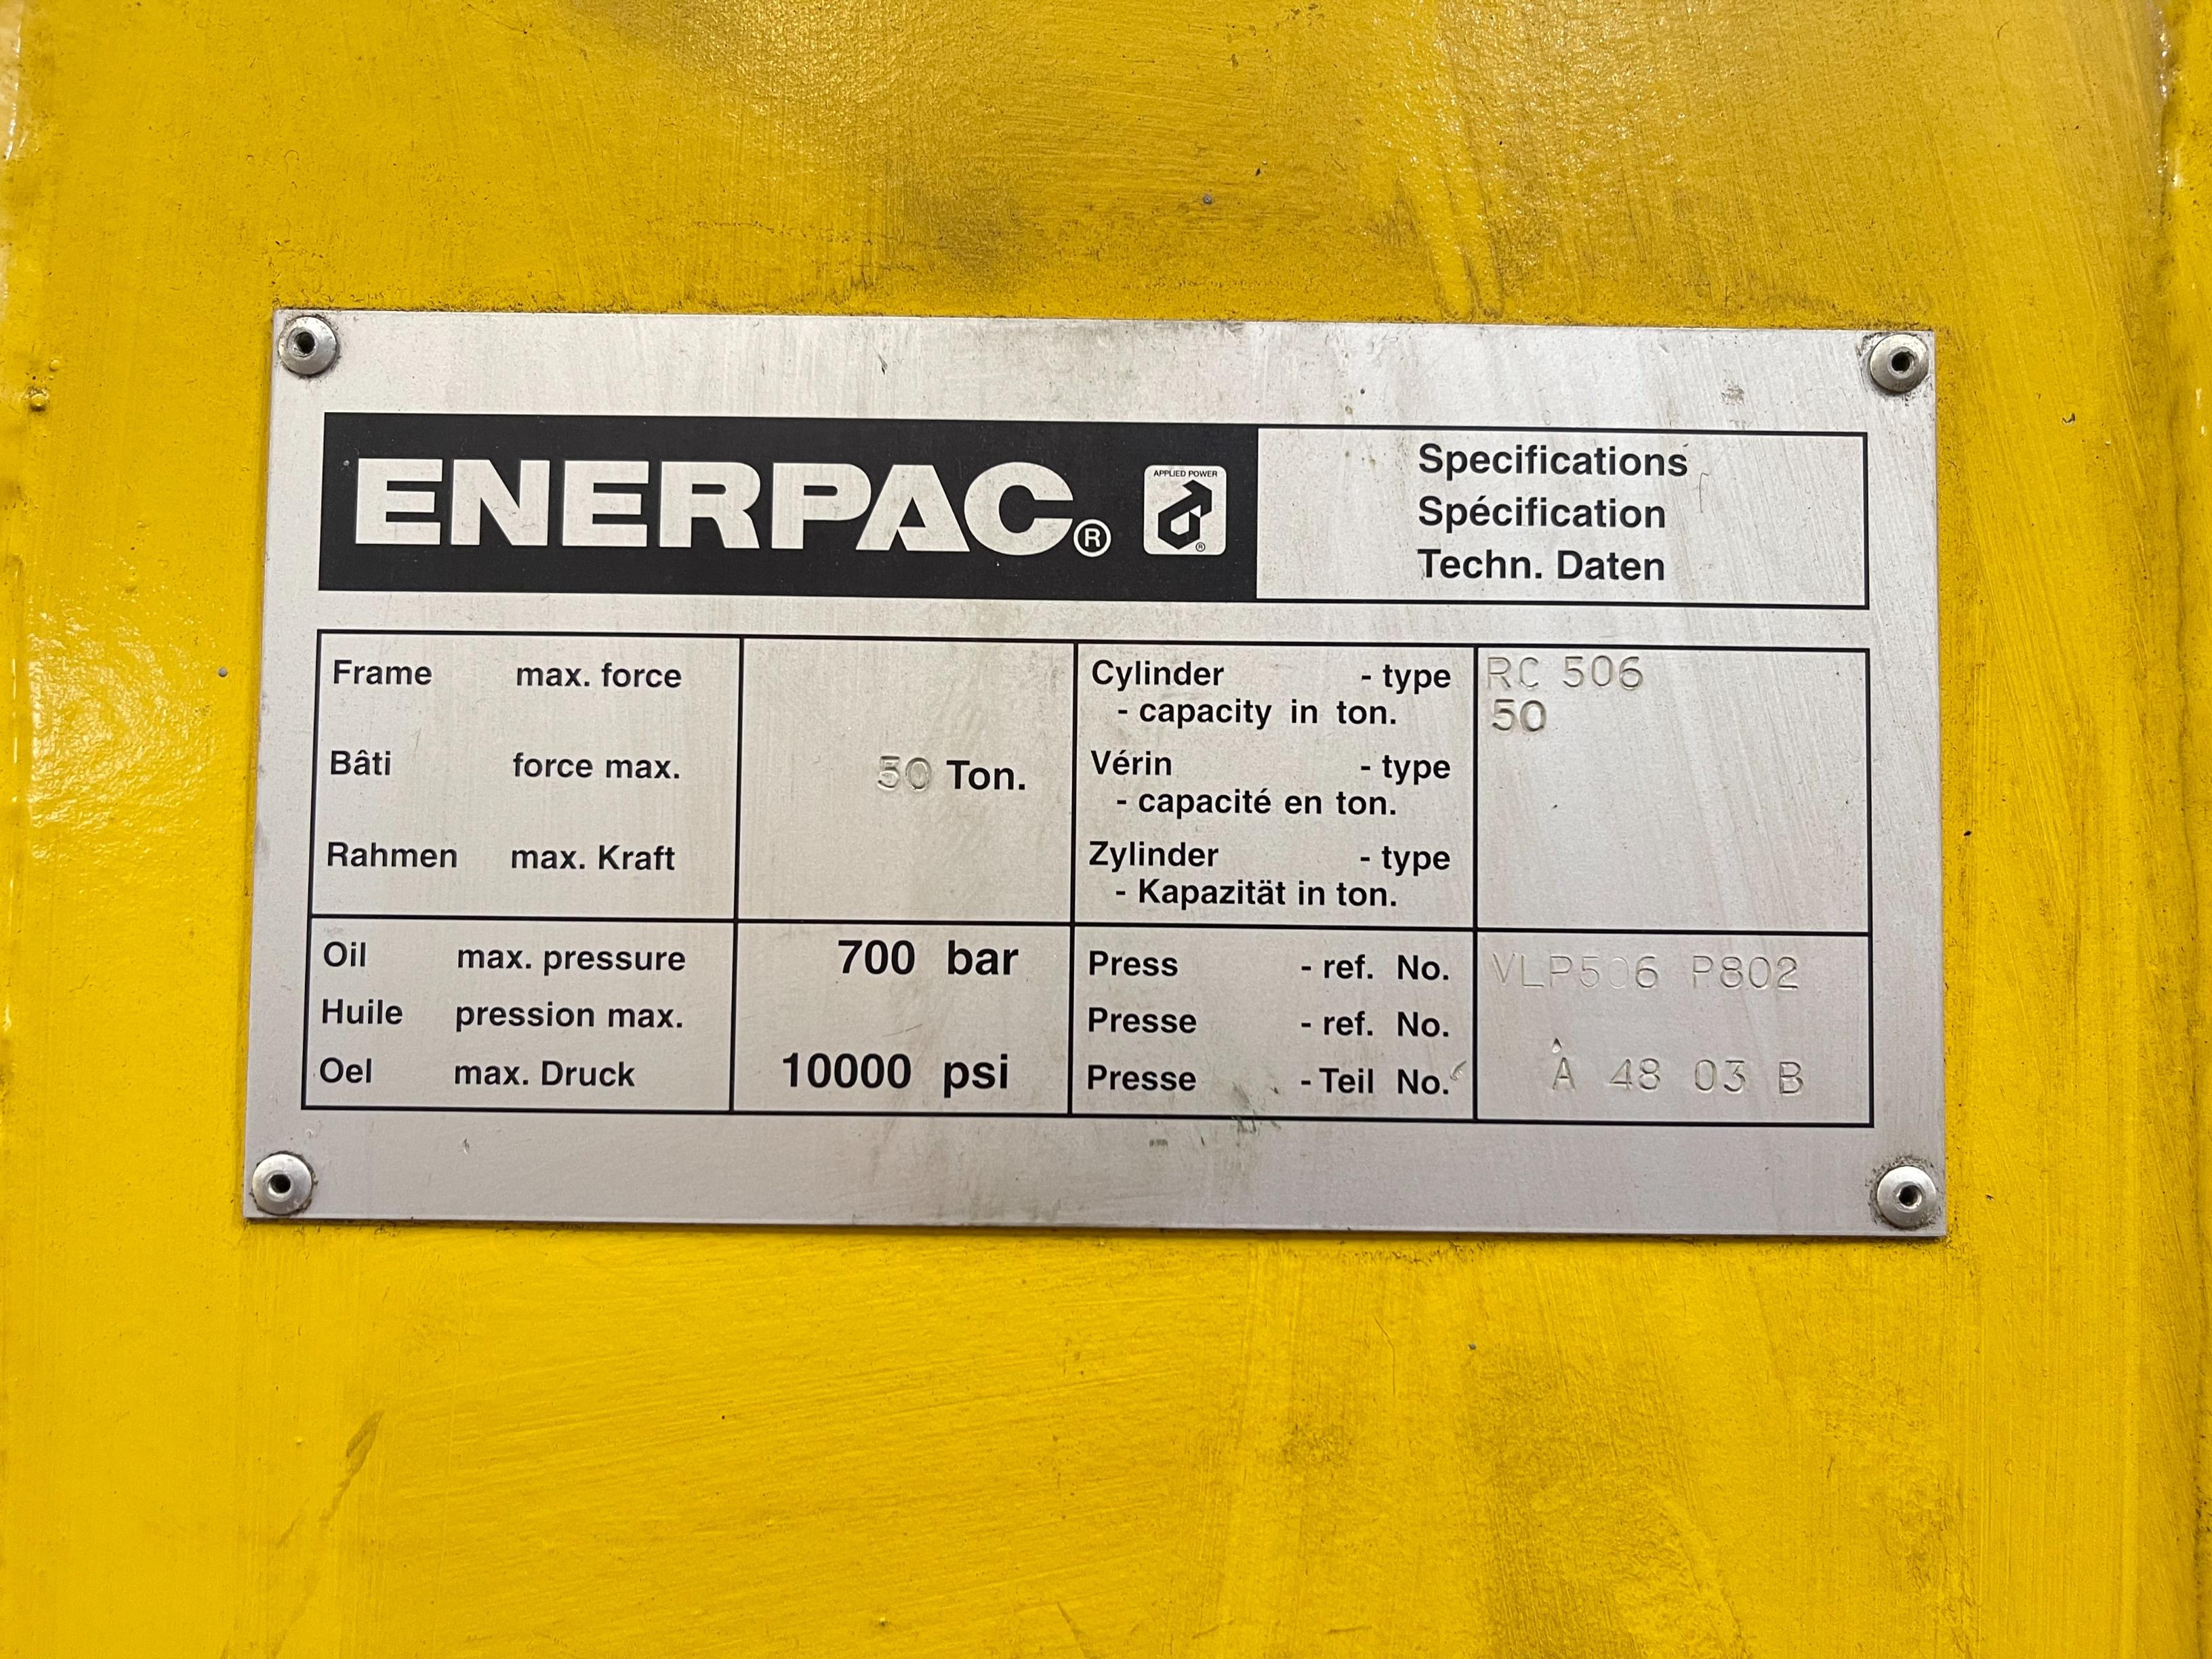 ENERPAC®
APPLIED POWER
®
Specifications
Spécification
Techn. Daten
Frame max. force
Bâti force max.
Rahmen max. Kraft
50 Ton.
Cylinder - type RC 506
- capacity in ton. 50
Vérin - type
- capacité en ton.
Zylinder - type
- Kapazität in ton.
Oil max. pressure 700 bar
Huile pression max.
Oel max. Druck 10000 psi
Press - ref. No. VLP506 P802
Presse - ref. No.
Presse - Teil No. A 48 03 B